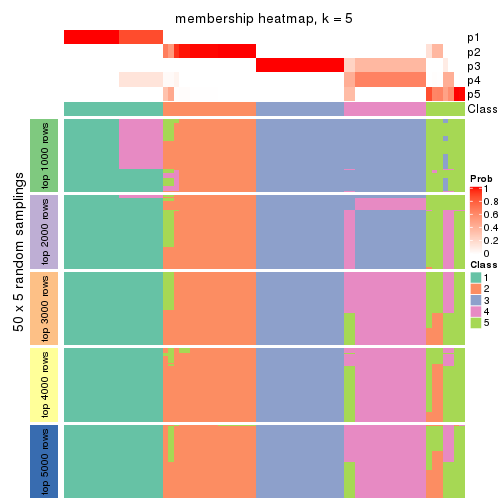 membership heatmap, k = 5
p1
p2
p3
p4
p5
Class
50 x 5 random samplings
top 1000 rows
top 2000 rows
top 3000 rows
top 4000 rows
top 5000 rows
Prob
1
0.8
0.6
0.4
0.2
0
Class
1
2
3
4
5